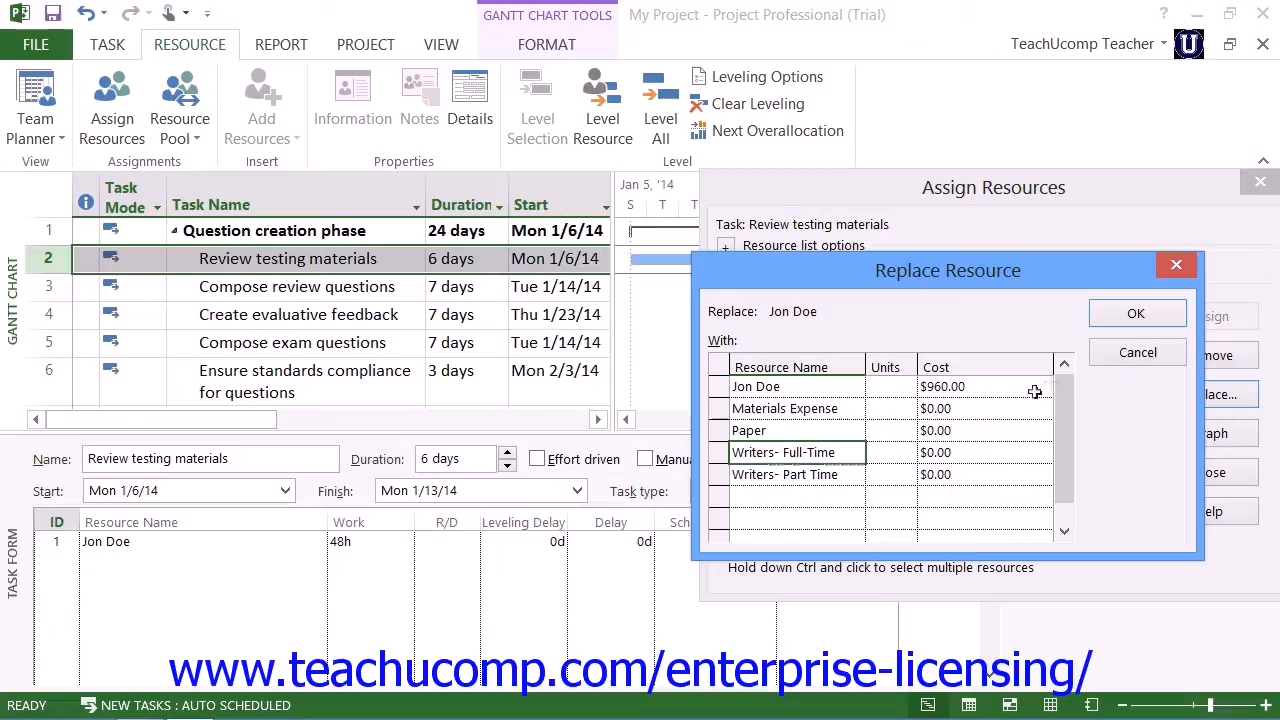 GANTT CHART TOOLS
My Project - Project Professional (Trial)
?
FILE
TASK
RESOURCE
REPORT
PROJECT
VIEW
FORMAT
TeachUcomp Teacher
U
Team Planner
Assign Resources
Resource Pool
Add Resources
Information
Notes
Details
Level Selection
Level Resource
Level All
Leveling Options
Clear Leveling
Next Overallocation
View
Assignments
Insert
Properties
Level
GANTT CHART
Task Mode
Task Name
Duration
Start
Jan 5, '14
S T T
1 Question creation phase 24 days Mon 1/6/14
2 Review testing materials 6 days Mon 1/6/14
3 Compose review questions 7 days Tue 1/14/14
4 Create evaluative feedback 7 days Thu 1/23/14
5 Compose exam questions 7 days Tue 1/14/14
6 Ensure standards compliance for questions 3 days Mon 2/3/14
Assign Resources
Task: Review testing materials
+ Resource list options
Replace Resource
Replace: Jon Doe
With:
OK
Cancel
Resource Name Units Cost
Jon Doe $960.00
Materials Expense $0.00
Paper $0.00
Writers- Full-Time $0.00
Writers- Part Time $0.00
sign
move
lace...
raph
ose
elp
Hold down Ctrl and click to select multiple resources
TASK FORM
Name: Review testing materials
Duration: 6 days
Effort driven
Manua
Start: Mon 1/6/14
Finish: Mon 1/13/14
Task type:
ID Resource Name Work R/D Leveling Delay Delay Sch
1 Jon Doe 48h 0d 0d
www.teachucomp.com/enterprise-licensing/
READY
NEW TASKS : AUTO SCHEDULED